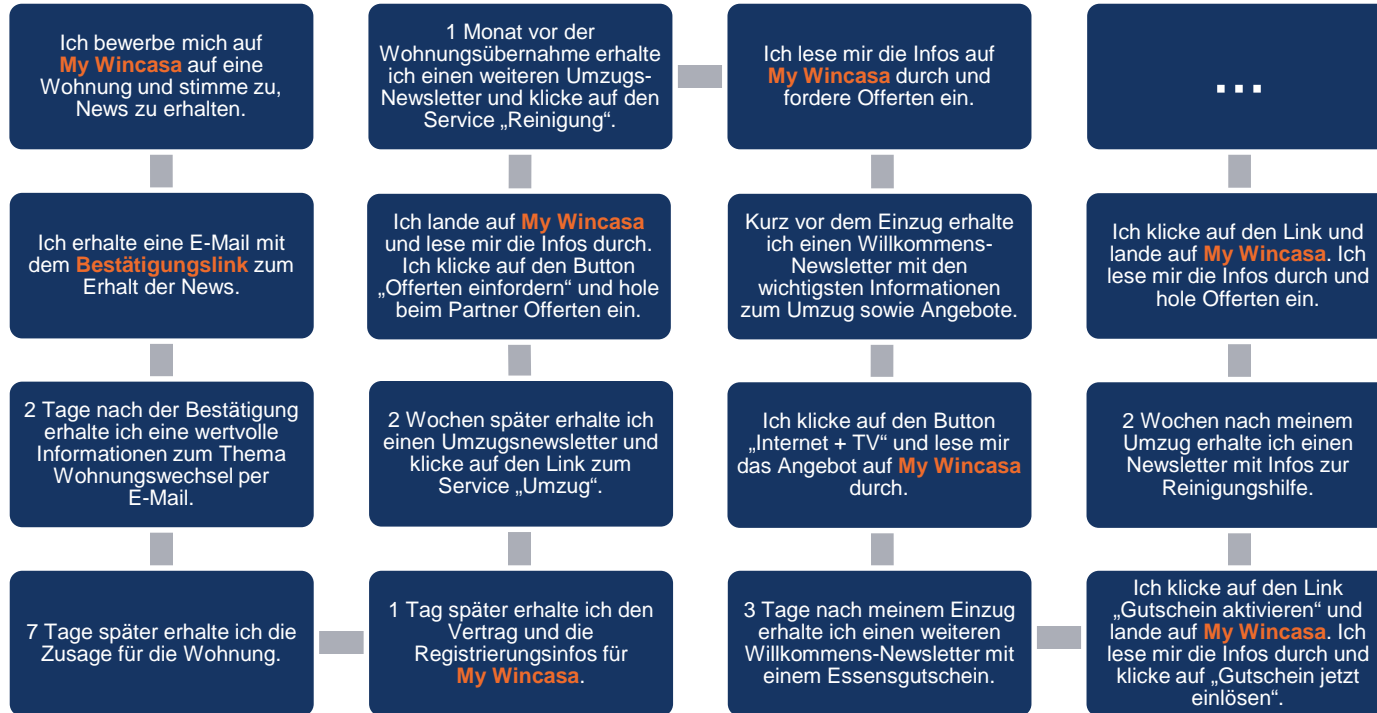 Ich bewerbe mich auf
My Wincasa auf eine
Wohnung und stimme zu,
News zu erhalten.
Ich erhalte eine E-Mail mit
dem Bestätigungslink zum
Erhalt der News.
2 Tage nach der Bestätigung
erhalte ich eine wertvolle
Informationen zum Thema
Wohnungswechsel per
E-Mail.
7 Tage später erhalte ich die
Zusage für die Wohnung.
1 Tag später erhalte ich den
Vertrag und die
Registrierungsinfos für
My Wincasa.
2 Wochen später erhalte ich
einen Umzugsnewsletter und
klicke auf den Link zum
Service „Umzug“.
Ich lande auf My Wincasa
und lese mir die Infos durch.
Ich klicke auf den Button
„Offerten einfordern“ und hole
beim Partner Offerten ein.
1 Monat vor der
Wohnungsübernahme erhalte
ich einen weiteren Umzugs-
Newsletter und klicke auf den
Service „Reinigung“.
Ich lese mir die Infos auf
My Wincasa durch und
fordere Offerten ein.
Kurz vor dem Einzug erhalte
ich einen Willkommens-
Newsletter mit den
wichtigsten Informationen
zum Umzug sowie Angebote.
Ich klicke auf den Button
„Internet + TV“ und lese mir
das Angebot auf My Wincasa
durch.
3 Tage nach meinem Einzug
erhalte ich einen weiteren
Willkommens-Newsletter mit
einem Essensgutschein.
Ich klicke auf den Link
„Gutschein aktivieren“ und
lande auf My Wincasa. Ich
lese mir die Infos durch und
klicke auf „Gutschein jetzt
einlösen“.
2 Wochen nach meinem
Umzug erhalte ich einen
Newsletter mit Infos zur
Reinigungshilfe.
Ich klicke auf den Link und
lande auf My Wincasa. Ich
lese mir die Infos durch und
hole Offerten ein.
...